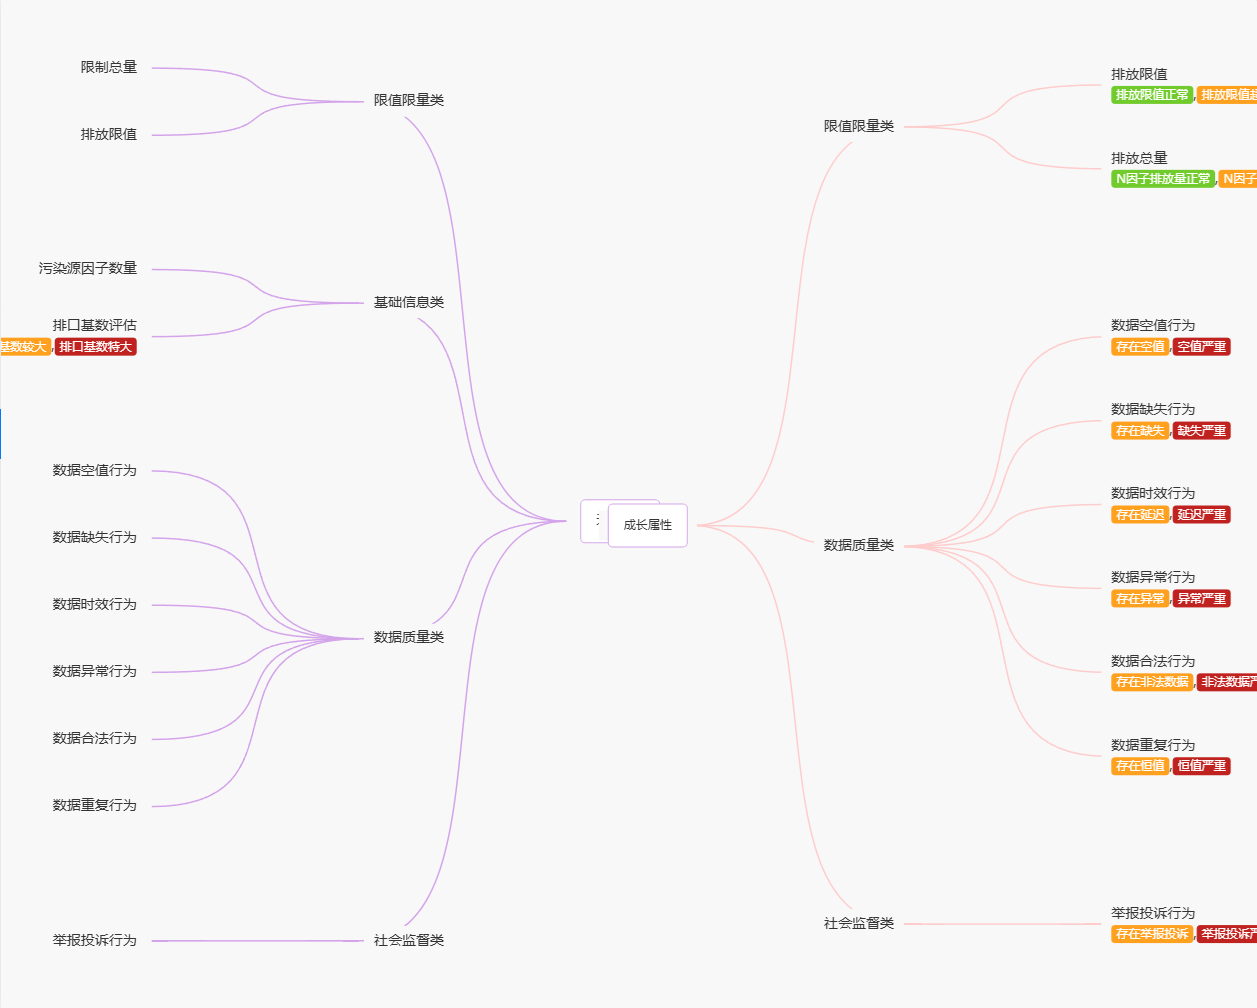 限制总量
排放限值
限值限量类
污染源因子数量
排口基数评估
基数较大,排口基数特大
基础信息类
数据空值行为
数据缺失行为
数据时效行为
数据异常行为
数据合法行为
数据重复行为
数据质量类
举报投诉行为
社会监督类
成长属性
限值限量类
排放限值
排放限值正常,排放限值
排放总量
N因子排放量正常,N因子
数据质量类
数据空值行为
存在空值,空值严重
数据缺失行为
存在缺失,缺失严重
数据时效行为
存在延迟,延迟严重
数据异常行为
存在异常,异常严重
数据合法行为
存在非法数据,非法数据严
数据重复行为
存在恒值,恒值严重
社会监督类
举报投诉行为
存在举报投诉,举报投诉严